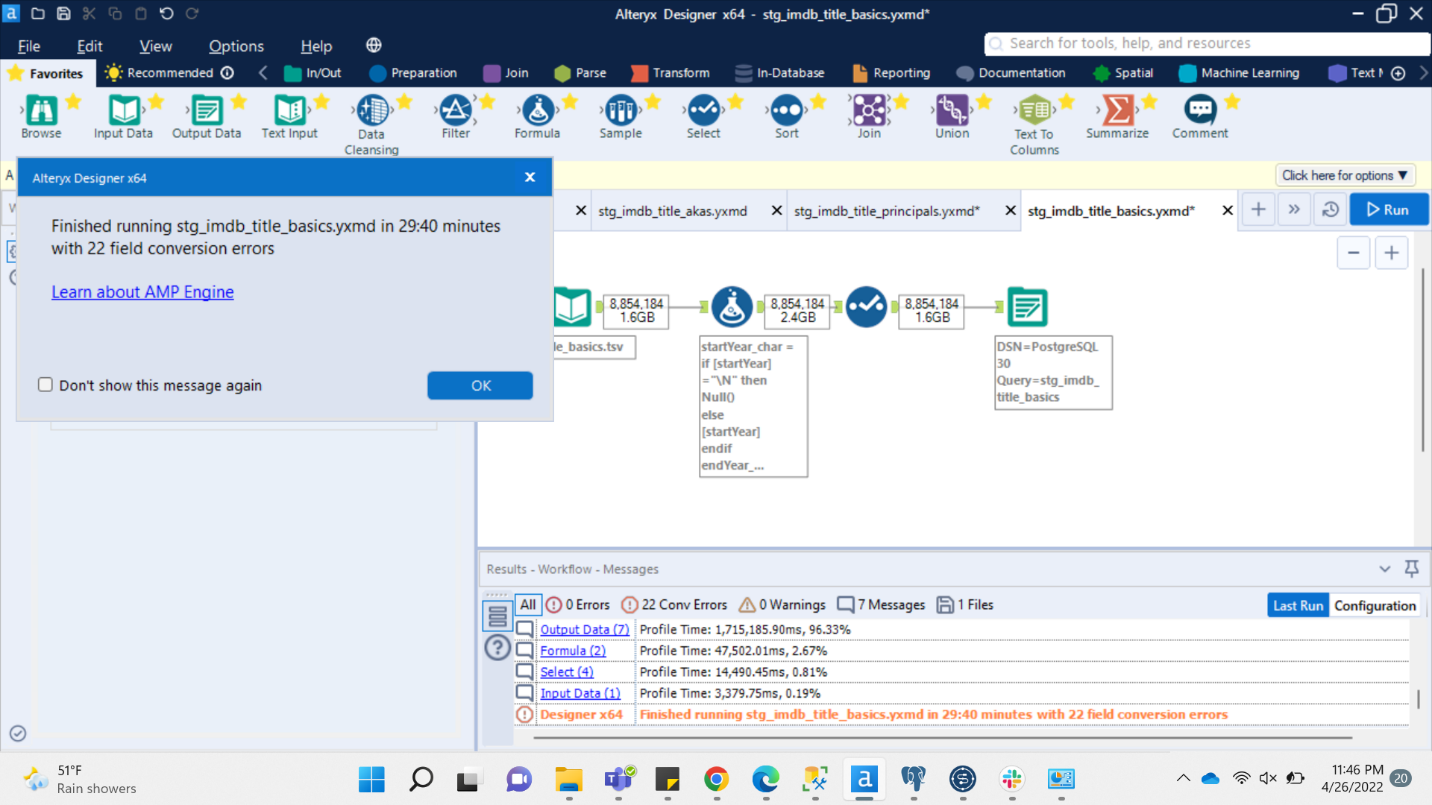 Alteryx Designer x64 - stg_imdb_title_basics.yxmd*
File Edit View Options Help
Search for tools, help, and resources
Favorites Recommended In/Out Preparation Join Parse Transform In-Database Reporting Documentation Spatial Machine Learning Text M
Browse Input Data Output Data Text Input Data Cleansing Filter Formula Sample Select Sort Join Union Text To Columns Summarize Comment
A
Click here for options ▼
Alteryx Designer x64
Finished running stg_imdb_title_basics.yxmd in 29:40 minutes
with 22 field conversion errors
Learn about AMP Engine
Don't show this message again
OK
W
stg_imdb_title_akas.yxmd stg_imdb_title_principals.yxmd* stg_imdb_title_basics.yxmd*
Run
8,854,184
1.6GB
8,854,184
2.4GB
8,854,184
1.6GB
le_basics.tsv
startYear_char =
if [startYear]
="\N" then
Null()
else
[startYear]
endif
endYear_...
DSN=PostgreSQL
30
Query=stg_imdb_
title_basics
Results - Workflow - Messages
All 0 Errors 22 Conv Errors 0 Warnings 7 Messages 1 Files
Last Run Configuration
Output Data (7) Profile Time: 1,715,185.90ms, 96.33%
Formula (2) Profile Time: 47,502.01ms, 2.67%
Select (4) Profile Time: 14,490.45ms, 0.81%
Input Data (1) Profile Time: 3,379.75ms, 0.19%
Designer x64 Finished running stg_imdb_title_basics.yxmd in 29:40 minutes with 22 field conversion errors
51°F
Rain showers
11:46 PM
4/26/2022
20